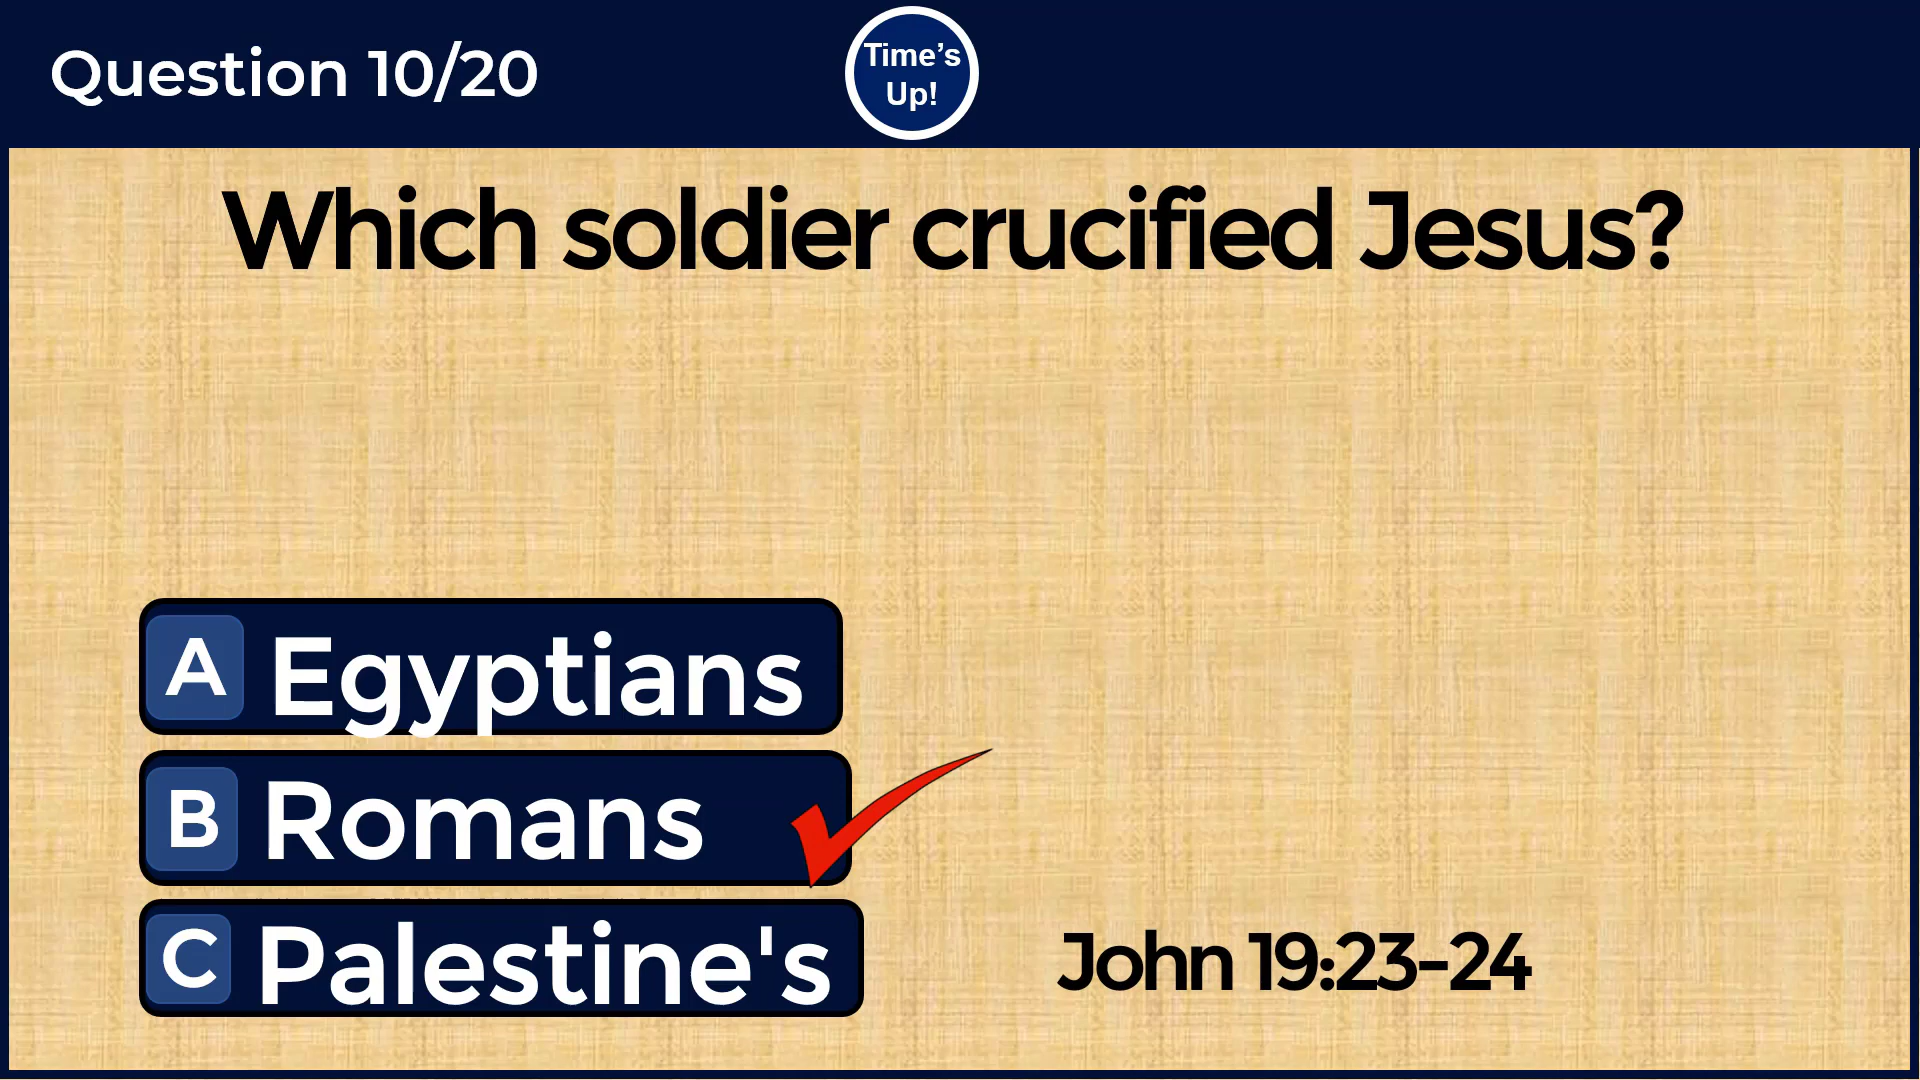 Question 10/20
Time's
Up!
Which soldier crucified Jesus?
A Egyptians
B Romans
C Palestine's
John 19:23-24